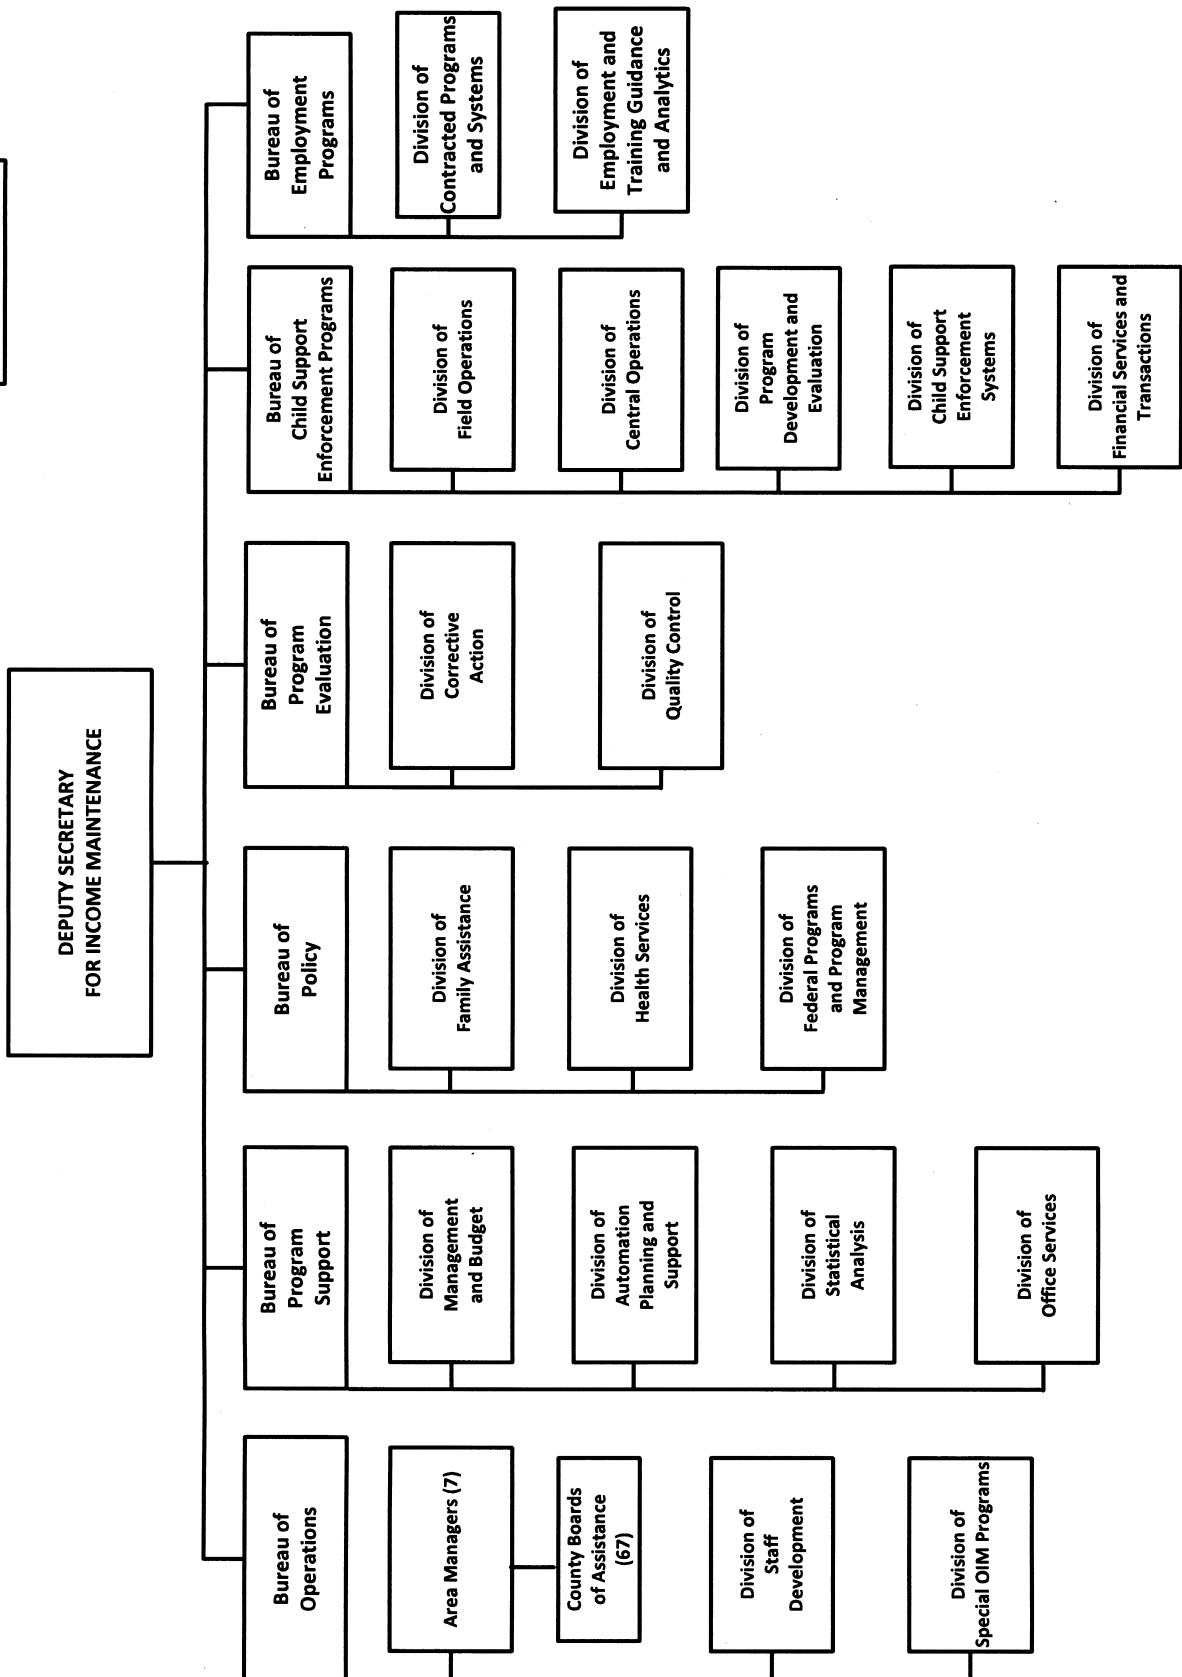 DEPUTY SECRETARY
FOR INCOME MAINTENANCE
Bureau of
Operations
Area Managers (7)
County Boards
of Assistance
(67)
Division of
Staff
Development
Division of
Special OIM Programs
Bureau of
Program
Support
Division of
Management
and Budget
Division of
Automation
Planning and
Support
Division of
Statistical
Analysis
Division of
Office Services
Bureau of
Policy
Division of
Family Assistance
Division of
Health Services
Division of
Federal Programs
and Program
Management
Bureau of
Program
Evaluation
Division of
Corrective
Action
Division of
Quality Control
Bureau of
Child Support
Enforcement Programs
Division of
Field Operations
Division of
Central Operations
Division of
Program
Development and
Evaluation
Division of
Child Support
Enforcement
Systems
Division of
Financial Services and
Transactions
Bureau of
Employment
Programs
Division of
Contracted Programs
and Systems
Division of
Employment and
Training Guidance
and Analytics